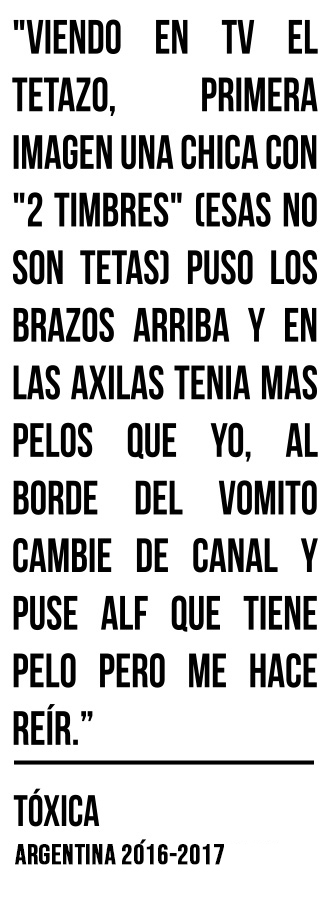 "VIENDO EN TV EL
TETAZO, PRIMERA
IMAGEN UNA CHICA CON
"2 TIMBRES" (ESAS NO
SON TETAS) PUSO LOS
BRAZOS ARRIBA Y EN
LAS AXILAS TENIA MAS
PELOS QUE YO, AL
BORDE DEL VOMITO
CAMBIE DE CANAL Y
PUSE ALF QUE TIENE
PELO PERO ME HACE
REÍR.”
TÓXICA
ARGENTINA 2016-2017